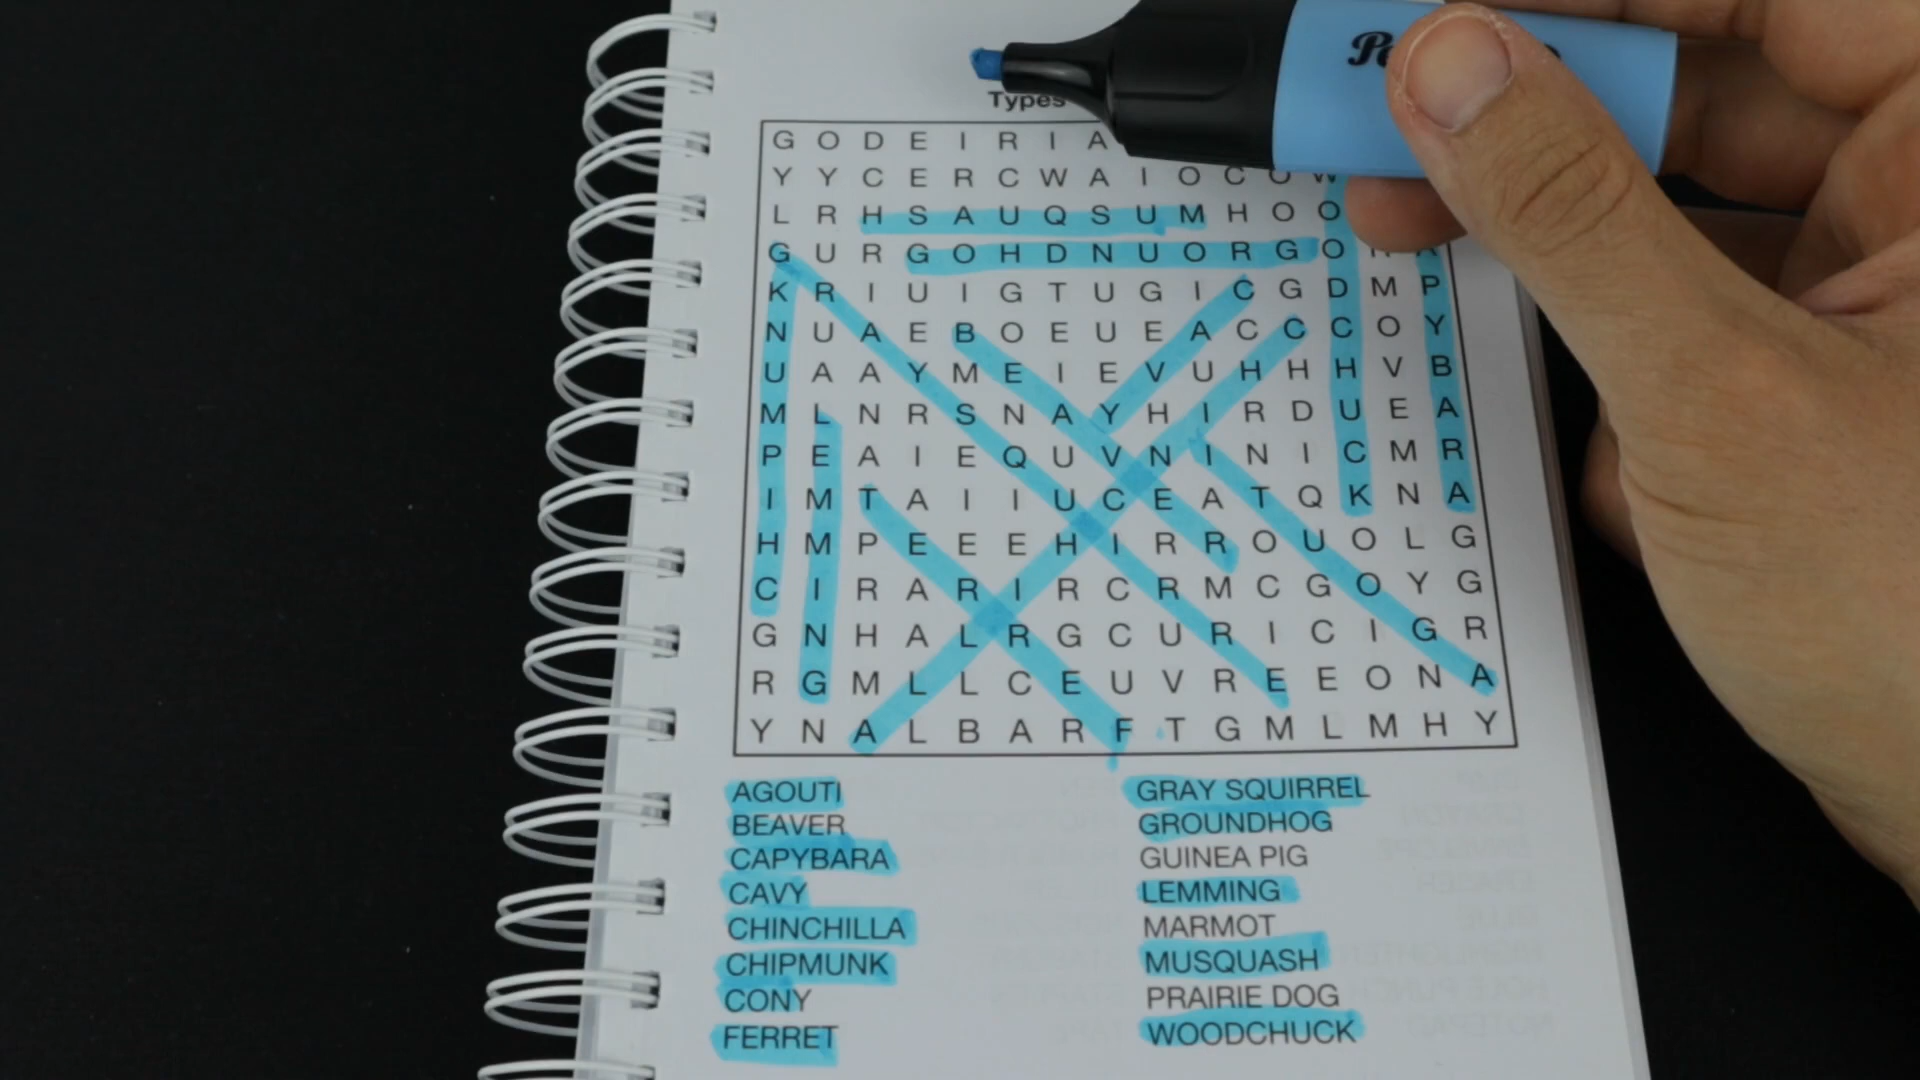 Types
G O D E I R I A
Y Y C E R C W A I O C O W
L R H S A U Q S U M H O O
G U R G O H D N U O R G O R A
K R I U I G T U G I C G D M P
N U A E B O E U E A C C C O Y
U A A Y M E I E V U H H H V B
M L N R S N A Y H I R D U E A
P E A I E Q U V N I N I C M R
I M T A I I U C E A T Q K N A
H M P E E E H I R R O U O L G
C I R A R I R C R M C G O Y G
G N H A L R G C U R I C I G R
R G M L L C E U V R E E O N A
Y N A L B A R F T G M L M H Y
AGOUTI
BEAVER
CAPYBARA
CAVY
CHINCHILLA
CHIPMUNK
CONY
FERRET
GRAY SQUIRREL
GROUNDHOG
GUINEA PIG
LEMMING
MARMOT
MUSQUASH
PRAIRIE DOG
WOODCHUCK